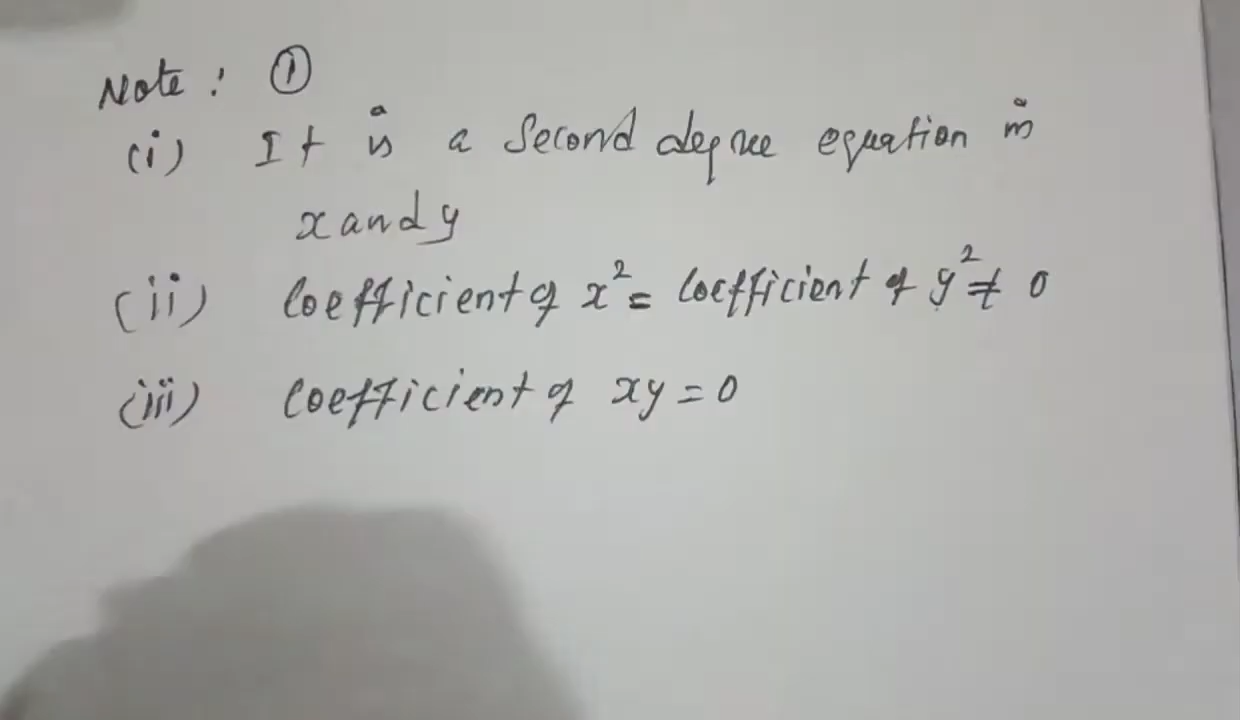 Note: ①
(i) It is a Second degree equation in
x and y
(ii) Coefficient of x² = Coefficient of y² ≠ 0
(iii) Coefficient of xy = 0